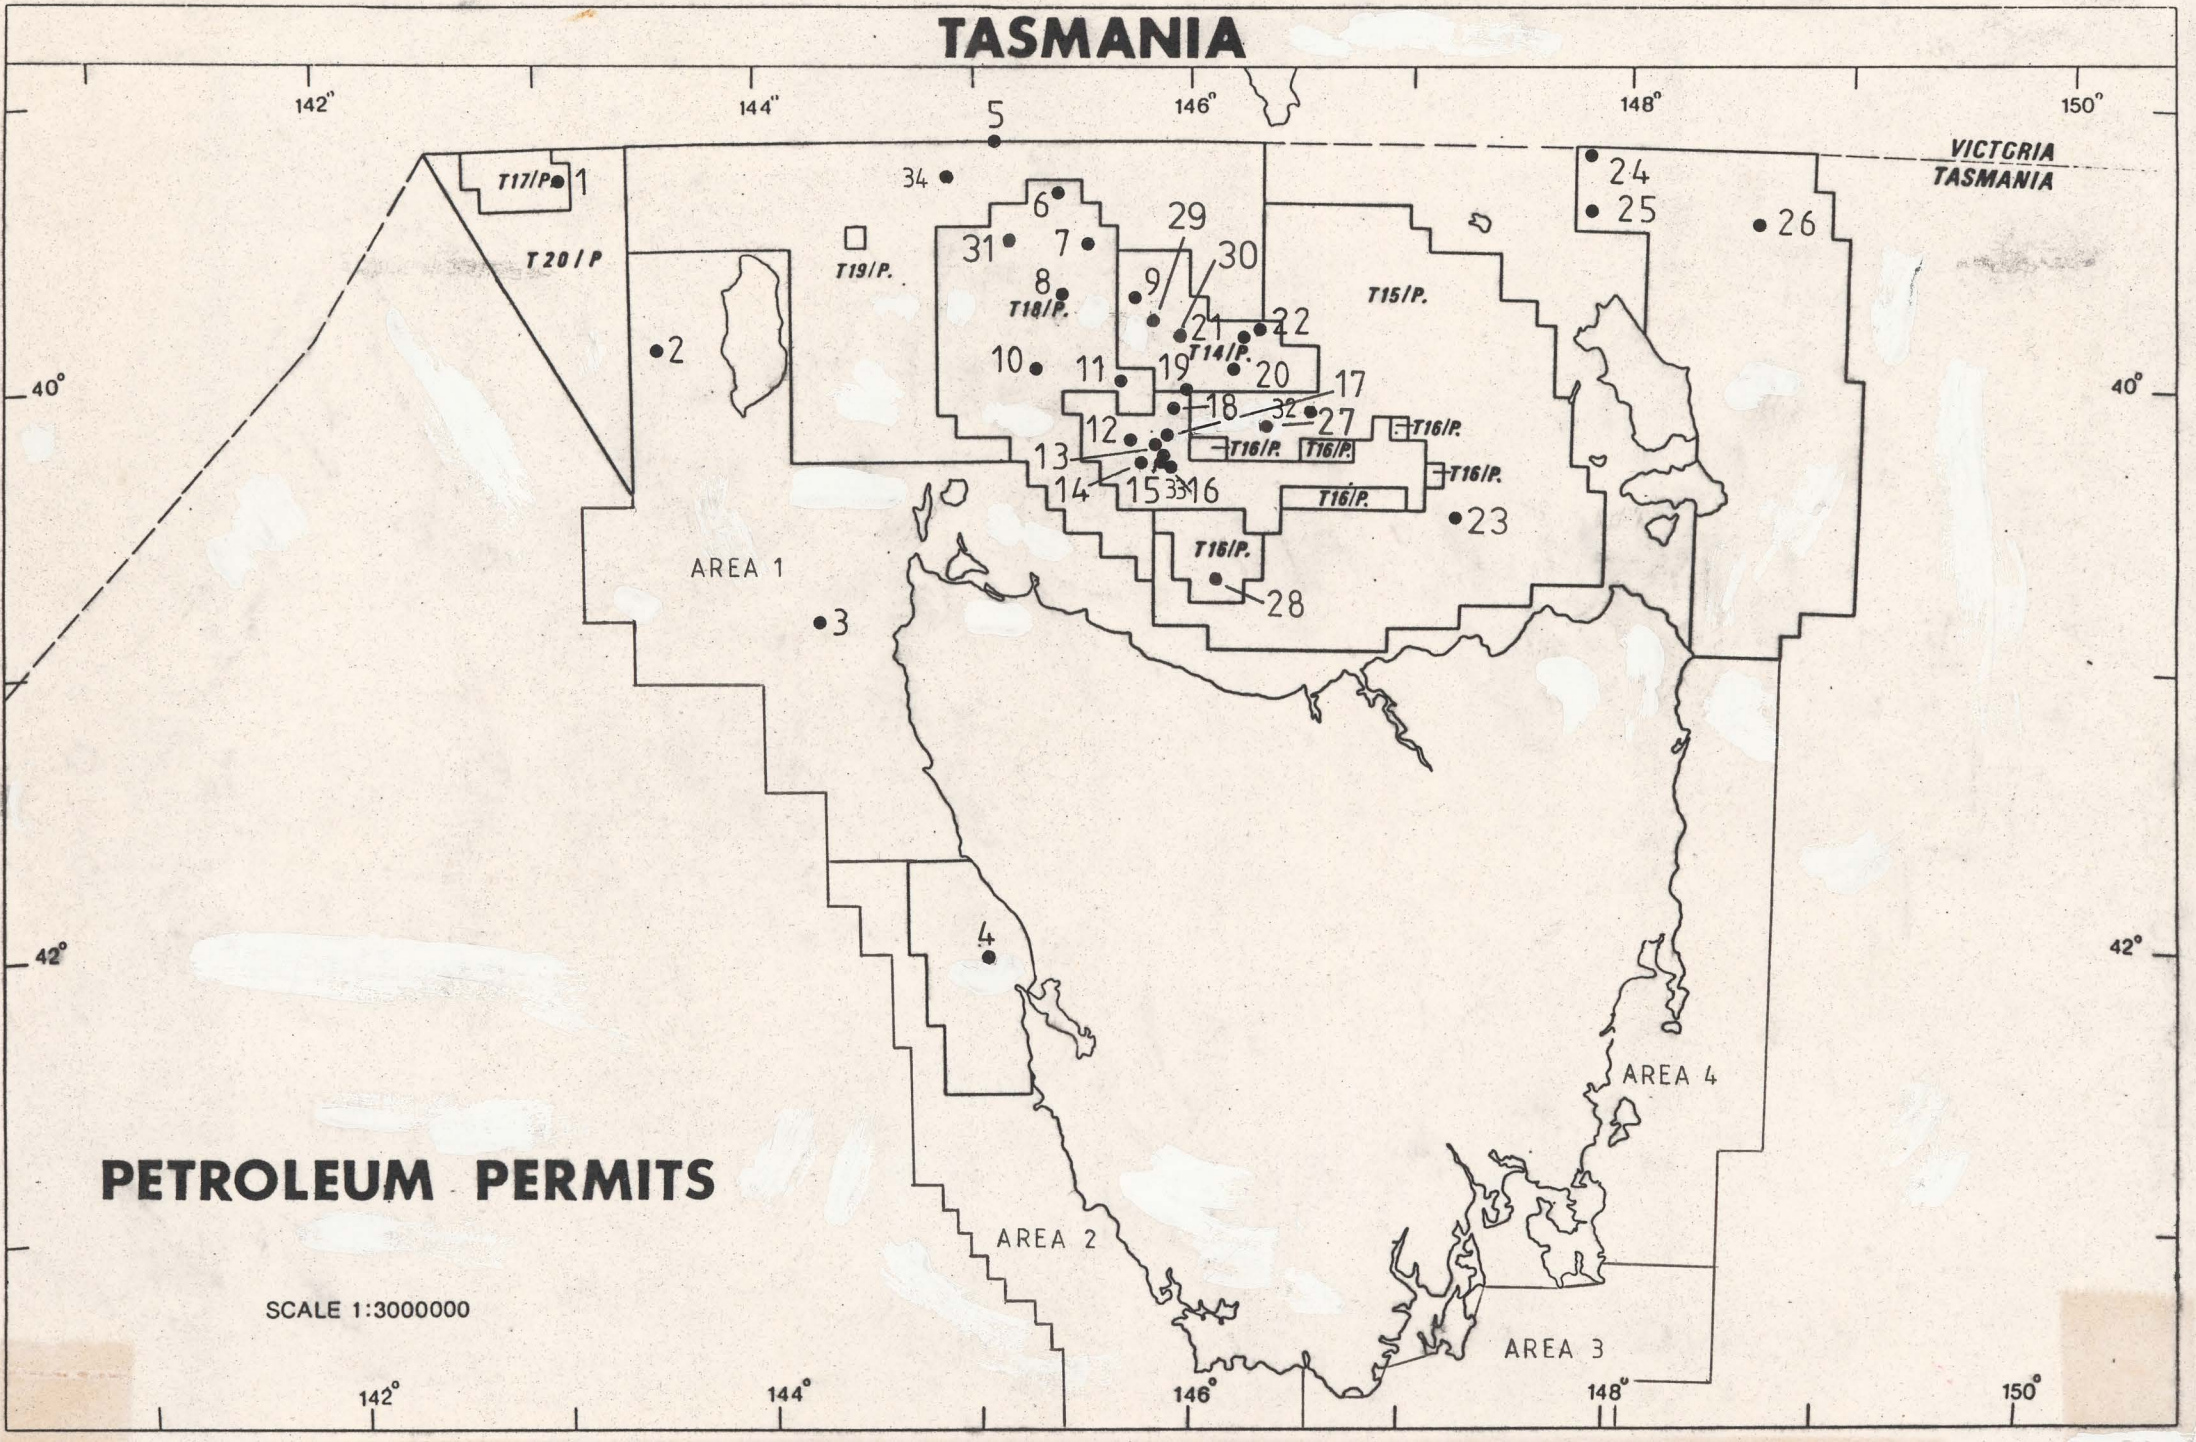 TASMANIA
142° 144° 146° 148° 150°
5
VICTORIA
TASMANIA
T17/P. 1
34
6
24
25
26
29
31 7
30
T 20/P
T19/P.
8
9
T18/P.
T15/P.
2
21 22
T14/P.
10 11 19 20
17
40° 40°
18 32 27
12
T16/P.
13
T16/P. T16/P.
T16/P.
14 15 33 16
T16/P.
23
T16/P.
AREA 1
28
3
4
42° 42°
AREA 4
PETROLEUM PERMITS
AREA 2
SCALE 1:3000000
AREA 3
142° 144° 146° 148° 150°